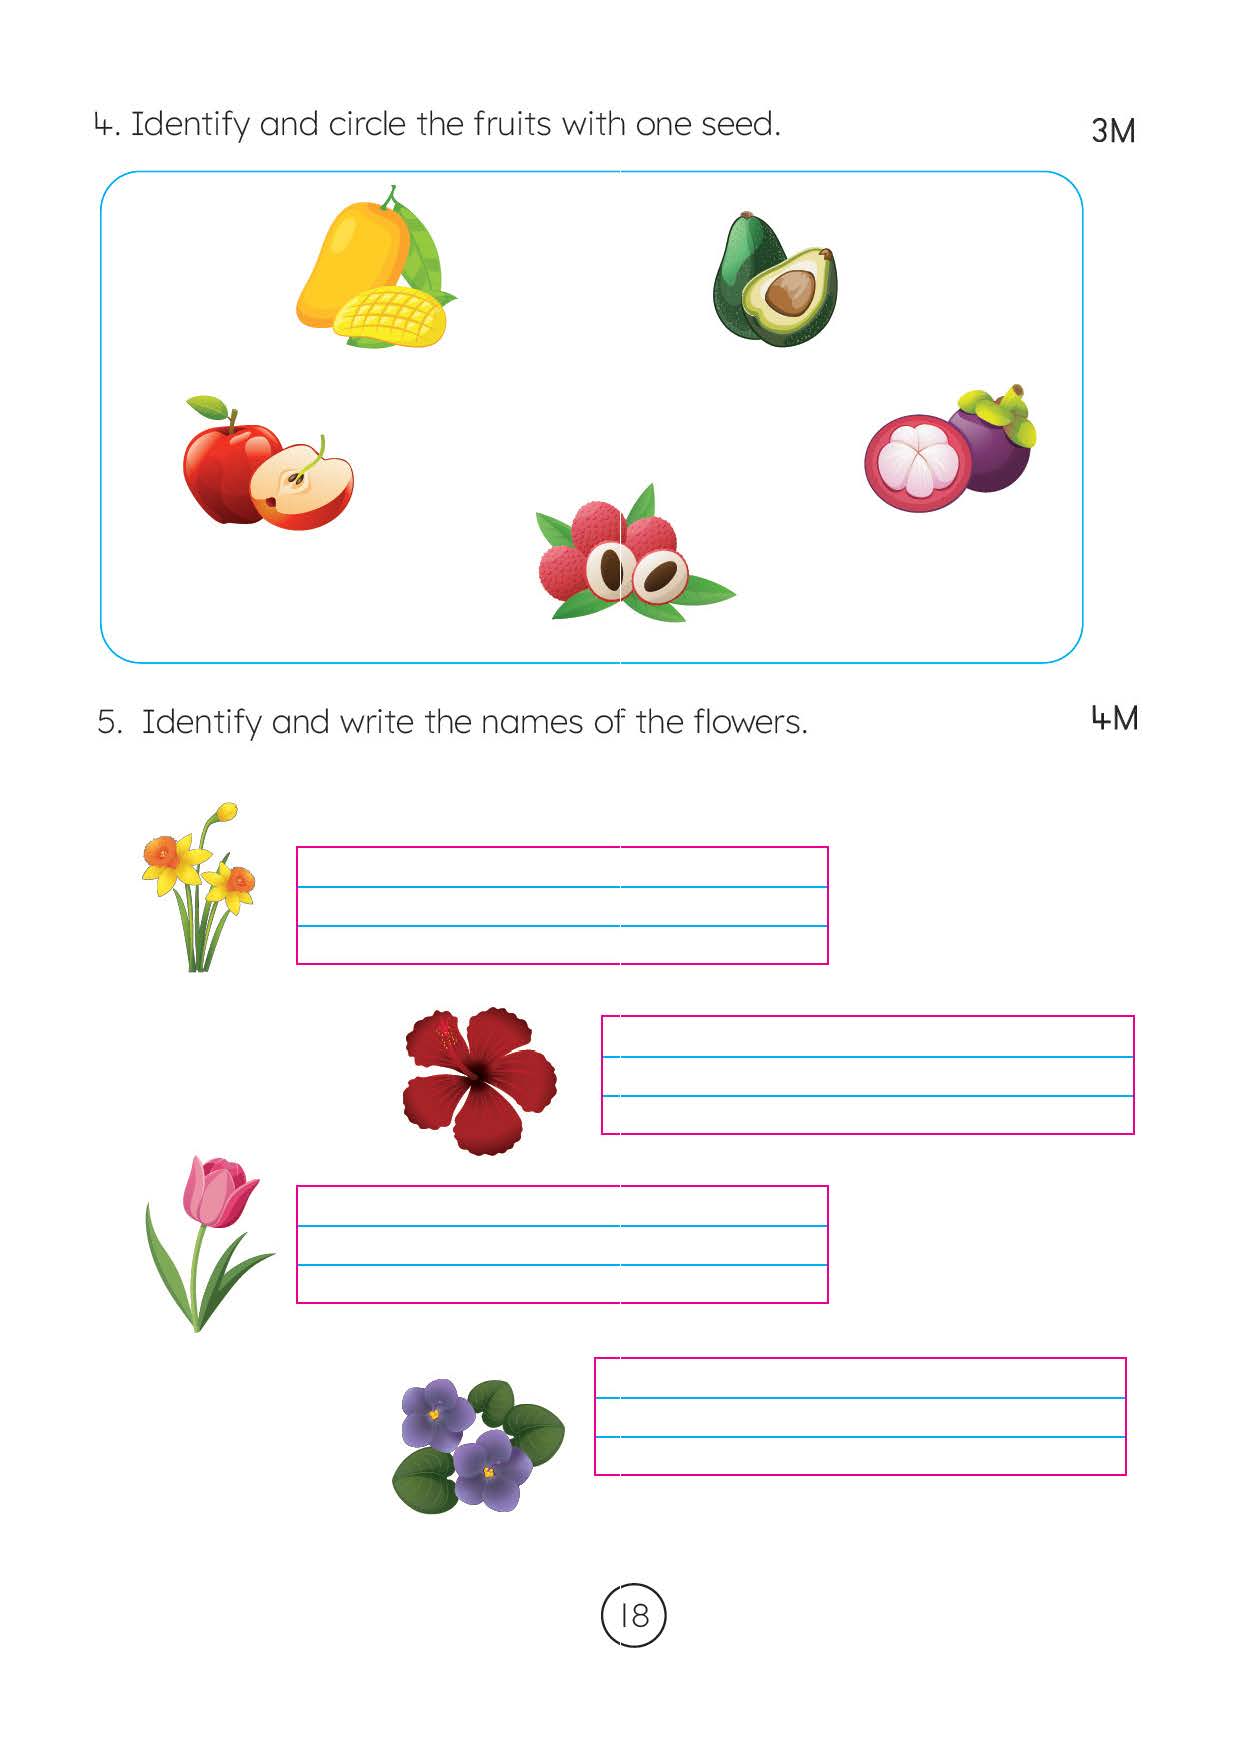 4. Identify and circle the fruits with one seed. 3M
5. Identify and write the names of the flowers. 4M
18